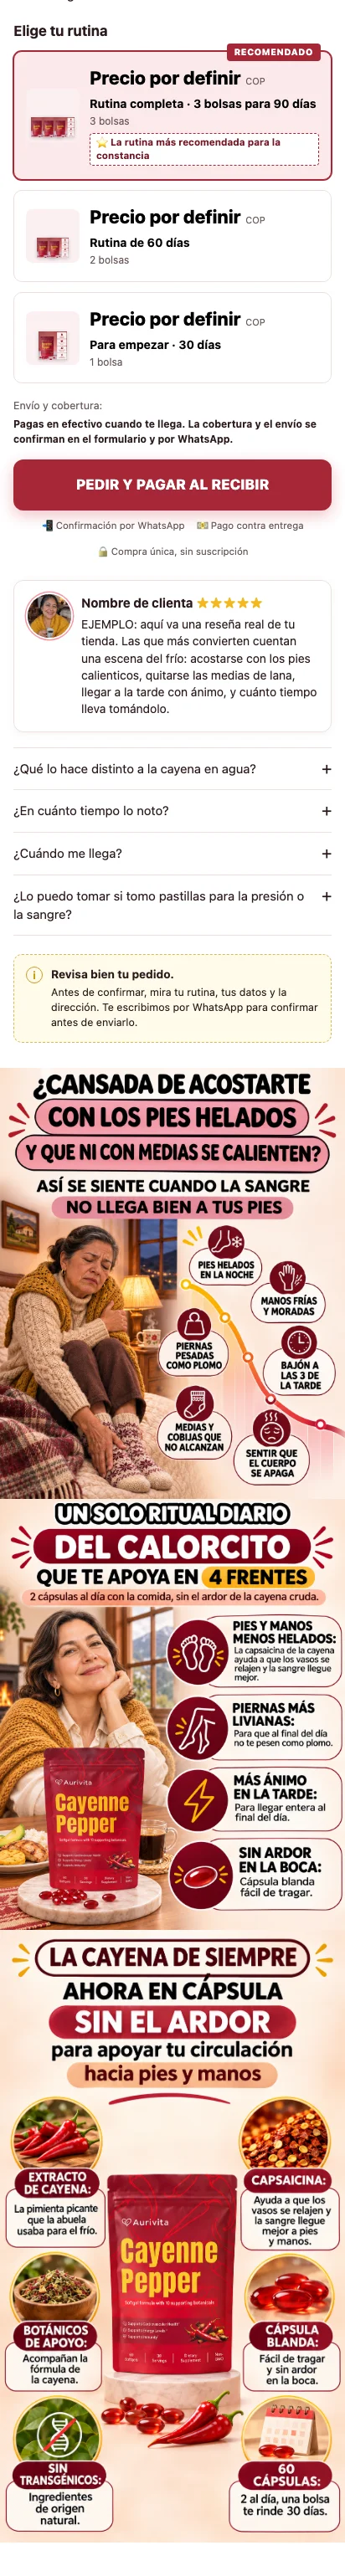 Elige tu rutina
RECOMENDADO
Precio por definir COP
Rutina completa · 3 bolsas para 90 días
3 bolsas
⭐ La rutina más recomendada para la
constancia
Precio por definir COP
Rutina de 60 días
2 bolsas
Precio por definir COP
Para empezar · 30 días
1 bolsa
Envío y cobertura:
Pagas en efectivo cuando te llega. La cobertura y el envío se
confirman en el formulario y por WhatsApp.
PEDIR Y PAGAR AL RECIBIR
📲 Confirmación por WhatsApp 💵 Pago contra entrega
🔒 Compra única, sin suscripción
Nombre de clienta ⭐⭐⭐⭐⭐
EJEMPLO: aquí va una reseña real de tu
tienda. Las que más convierten cuentan
una escena del frío: acostarse con los pies
calienticos, quitarse las medias de lana,
llegar a la tarde con ánimo, y cuánto tiempo
lleva tomándolo.
¿Qué lo hace distinto a la cayena en agua? +
¿En cuánto tiempo lo noto? +
¿Cuándo me llega? +
¿Lo puedo tomar si tomo pastillas para la presión o +
la sangre?
Revisa bien tu pedido.
Antes de confirmar, mira tu rutina, tus datos y la
dirección. Te escribimos por WhatsApp para confirmar
antes de enviarlo.
¿CANSADA DE ACOSTARTE
CON LOS PIES HELADOS
Y QUE NI CON MEDIAS SE CALIENTEN?
ASÍ SE SIENTE CUANDO LA SANGRE
NO LLEGA BIEN A TUS PIES
PIES HELADOS
EN LA NOCHE
MANOS FRÍAS
Y MORADAS
PIERNAS
PESADAS
COMO PLOMO
BAJÓN A
LAS 3 DE
LA TARDE
MEDIAS Y
COBIJAS QUE
NO ALCANZAN
SENTIR QUE
EL CUERPO
SE APAGA
UN SOLO RITUAL DIARIO
DEL CALORCITO
QUE TE APOYA EN 4 FRENTES
2 cápsulas al día con la comida, sin el ardor de la cayena cruda.
PIES Y MANOS
MENOS HELADOS:
La capsaicina de la cayena
ayuda a que los vasos se
relajen y la sangre llegue
mejor.
PIERNAS MÁS
LIVIANAS:
Para que al final del día
no te pesen como plomo.
MÁS ÁNIMO
EN LA TARDE:
Para llegar entera al
final del día.
SIN ARDOR
EN LA BOCA:
Cápsula blanda
fácil de tragar.
Aurivita
Cayenne
Pepper
LA CAYENA DE SIEMPRE
AHORA EN CÁPSULA
SIN EL ARDOR
para apoyar tu circulación
hacia pies y manos
EXTRACTO
DE CAYENA:
La pimienta picante
que la abuela
usaba para el frío.
CAPSAICINA:
Ayuda a que los
vasos se relajen y
la sangre llegue
mejor a pies
y manos.
Aurivita
Cayenne
Pepper
BOTÁNICOS
DE APOYO:
Acompañan la
fórmula de
la cayena.
CÁPSULA
BLANDA:
Fácil de tragar
y sin ardor
en la boca.
SIN
TRANSGÉNICOS:
Ingredientes
de origen
natural.
60
CÁPSULAS:
2 al día, una bolsa
te rinde 30 días.